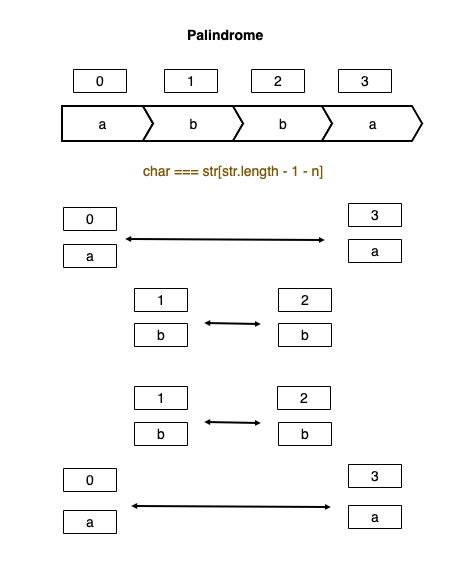 Palindrome
0 1 2 3
a b b a
char === str[str.length - 1 - n]
0 3
a a
1 2
b b
1 2
b b
0 3
a a